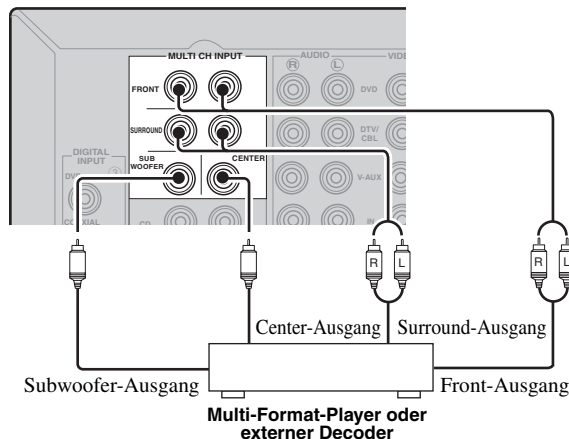 MULTI CH INPUT
AUDIO
VIDE
R
L
FRONT
DVD
SURROUND
DTV/
CBL
DIGITAL
INPUT
SUB
WOOFER
CENTER
V-AUX
CD
IN
COAXIAL
R
L
R
L
Center-Ausgang
Surround-Ausgang
Subwoofer-Ausgang
Front-Ausgang
Multi-Format-Player oder
externer Decoder